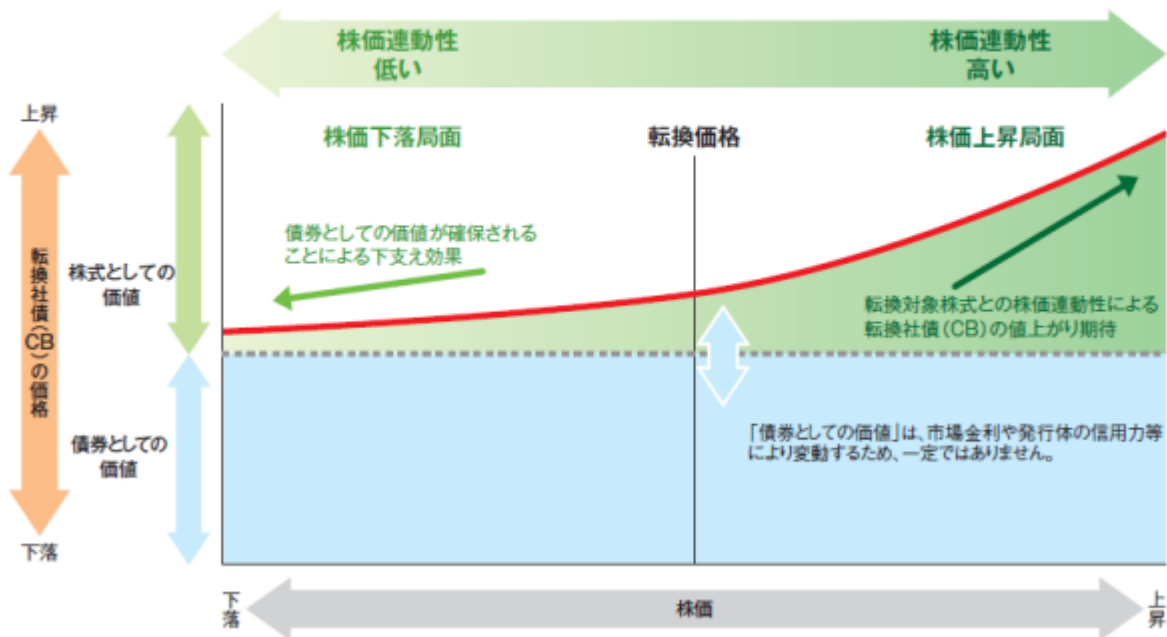 株価連動性
低い
株価連動性
高い
上昇
株価下落局面
転換価格
株価上昇局面
債券としての価値が確保される
ことによる下支え効果
転換社債(CB)の価格
株式としての
価値
転換対象株式との株価連動性による
転換社債(CB)の値上がり期待
債券としての
価値
「債券としての価値」は、市場金利や発行体の信用力等
により変動するため、一定ではありません。
下落
下落
株価
上昇